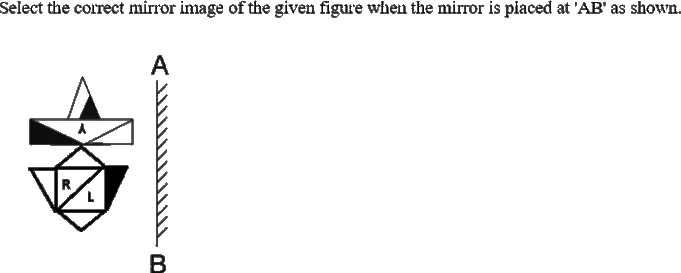 Select the correct mirror image of the given figure when the mirror is placed at 'AB' as shown.
A
R
L
B